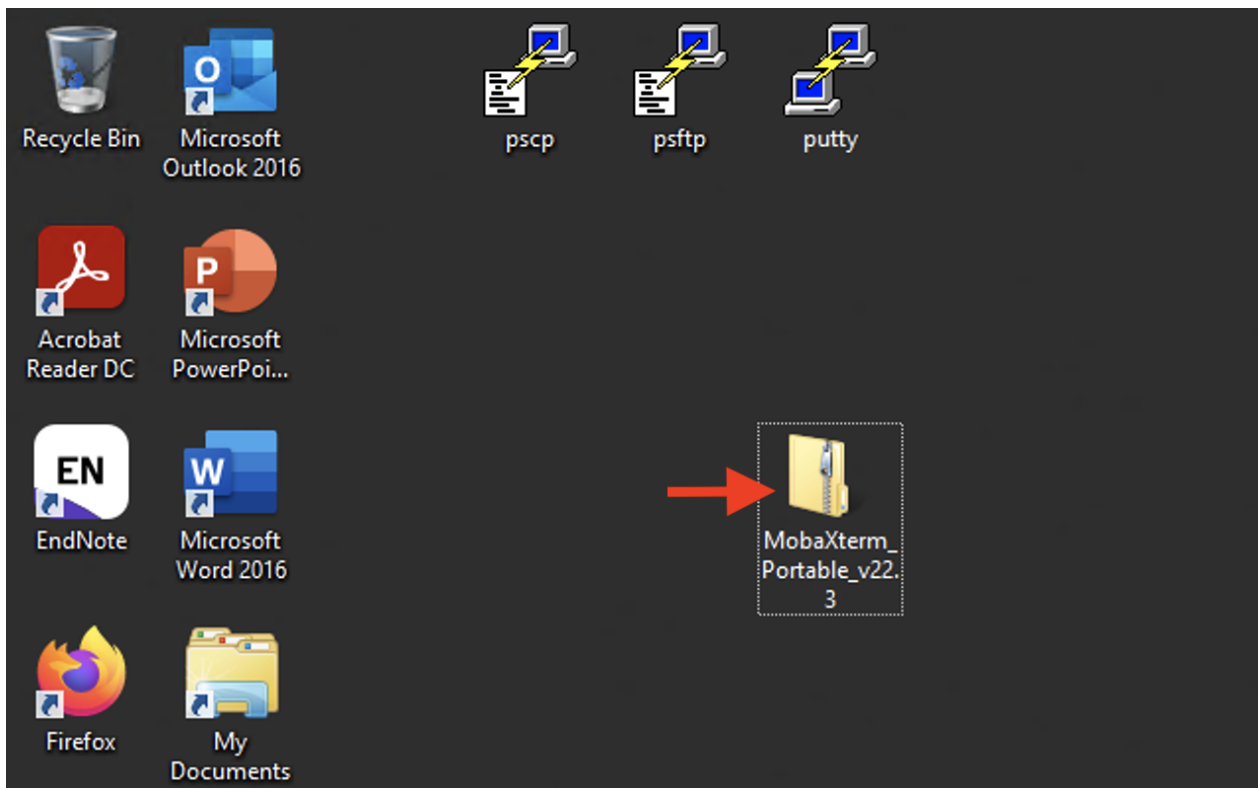 Recycle Bin
Microsoft
Outlook 2016
pscp
psftp
putty
Acrobat
Reader DC
Microsoft
PowerPoi...
EN
EndNote
Microsoft
Word 2016
MobaXterm_
Portable_v22.
3
Firefox
My
Documents